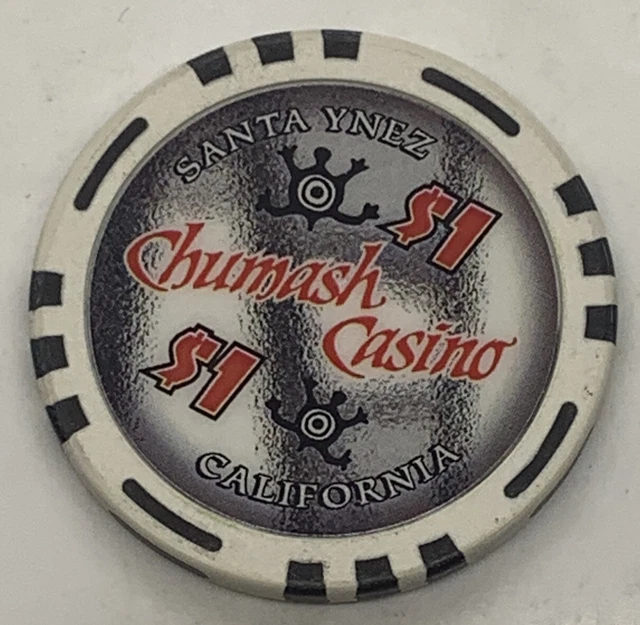 SANTA YNEZ
$1
Chumash
Casino
$1
CALIFORNIA